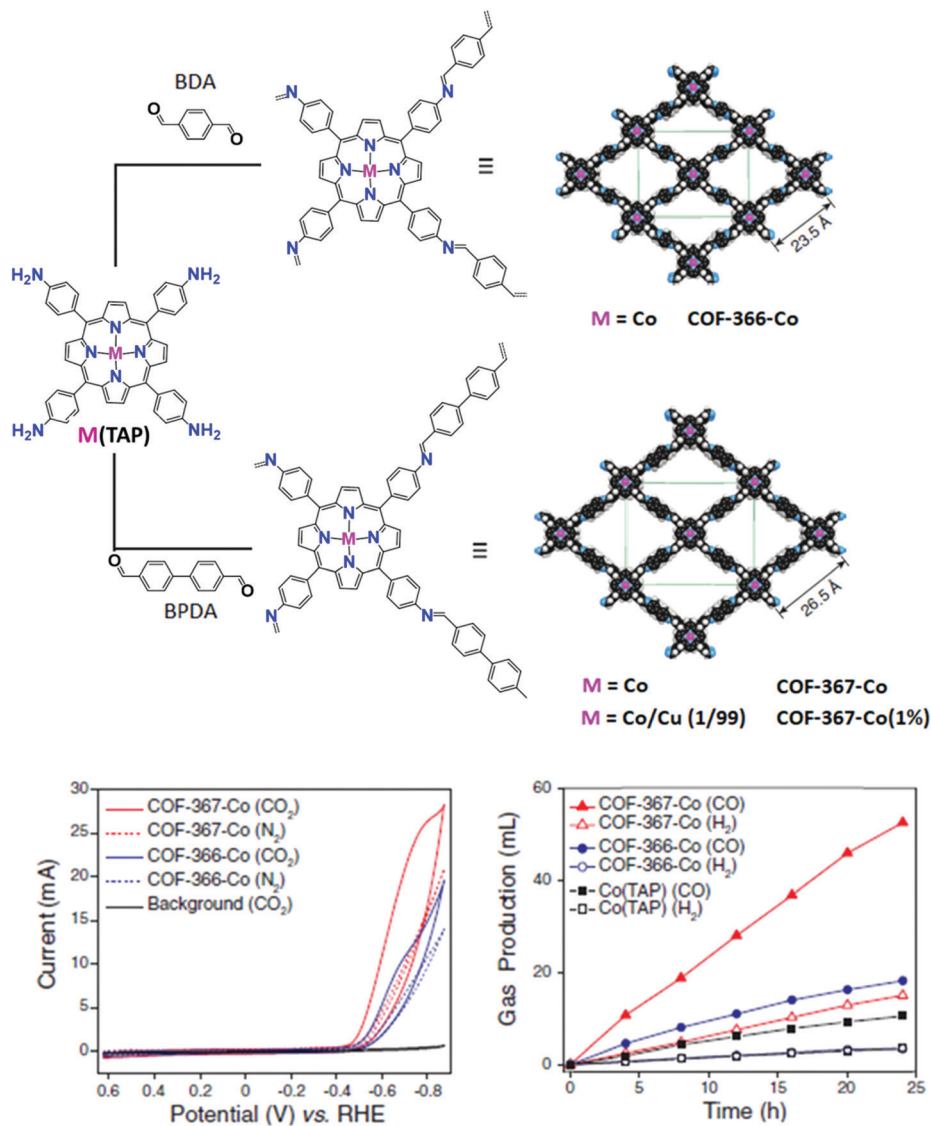 BDA
O
O
N
N
N
N
N
N
M
N
N
≡
23.5 Å
M = Co COF-366-Co
H2N
NH2
N
N
M
N
N
H2N
NH2
M(TAP)
O
O
BPDA
N
N
N
N
M
N
N
N
N
≡
26.5 Å
M = Co COF-367-Co
M = Co/Cu (1/99) COF-367-Co(1%)
30
25
20
15
10
5
0
Current (mA)
COF-367-Co (CO2)
COF-367-Co (N2)
COF-366-Co (CO2)
COF-366-Co (N2)
Background (CO2)
0.6 0.4 0.2 0.0 -0.2 -0.4 -0.6 -0.8
Potential (V) vs. RHE
60
40
20
0
Gas Production (mL)
COF-367-Co (CO)
COF-367-Co (H2)
COF-366-Co (CO)
COF-366-Co (H2)
Co(TAP) (CO)
Co(TAP) (H2)
0 5 10 15 20 25
Time (h)